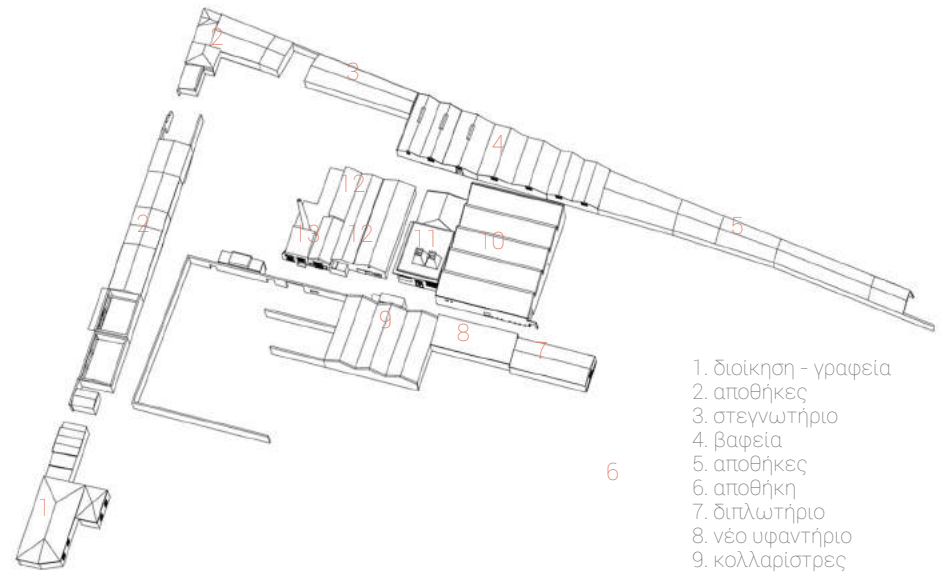 2
3
4
2
5
12
13
12
11
10
9
8
7
6
1
1. διοίκηση - γραφεία
2. αποθήκες
3. στεγνωτήριο
4. βαφεία
5. αποθήκες
6. αποθήκη
7. διπλωτήριο
8. νέο υφαντήριο
9. κολλαρίστρες